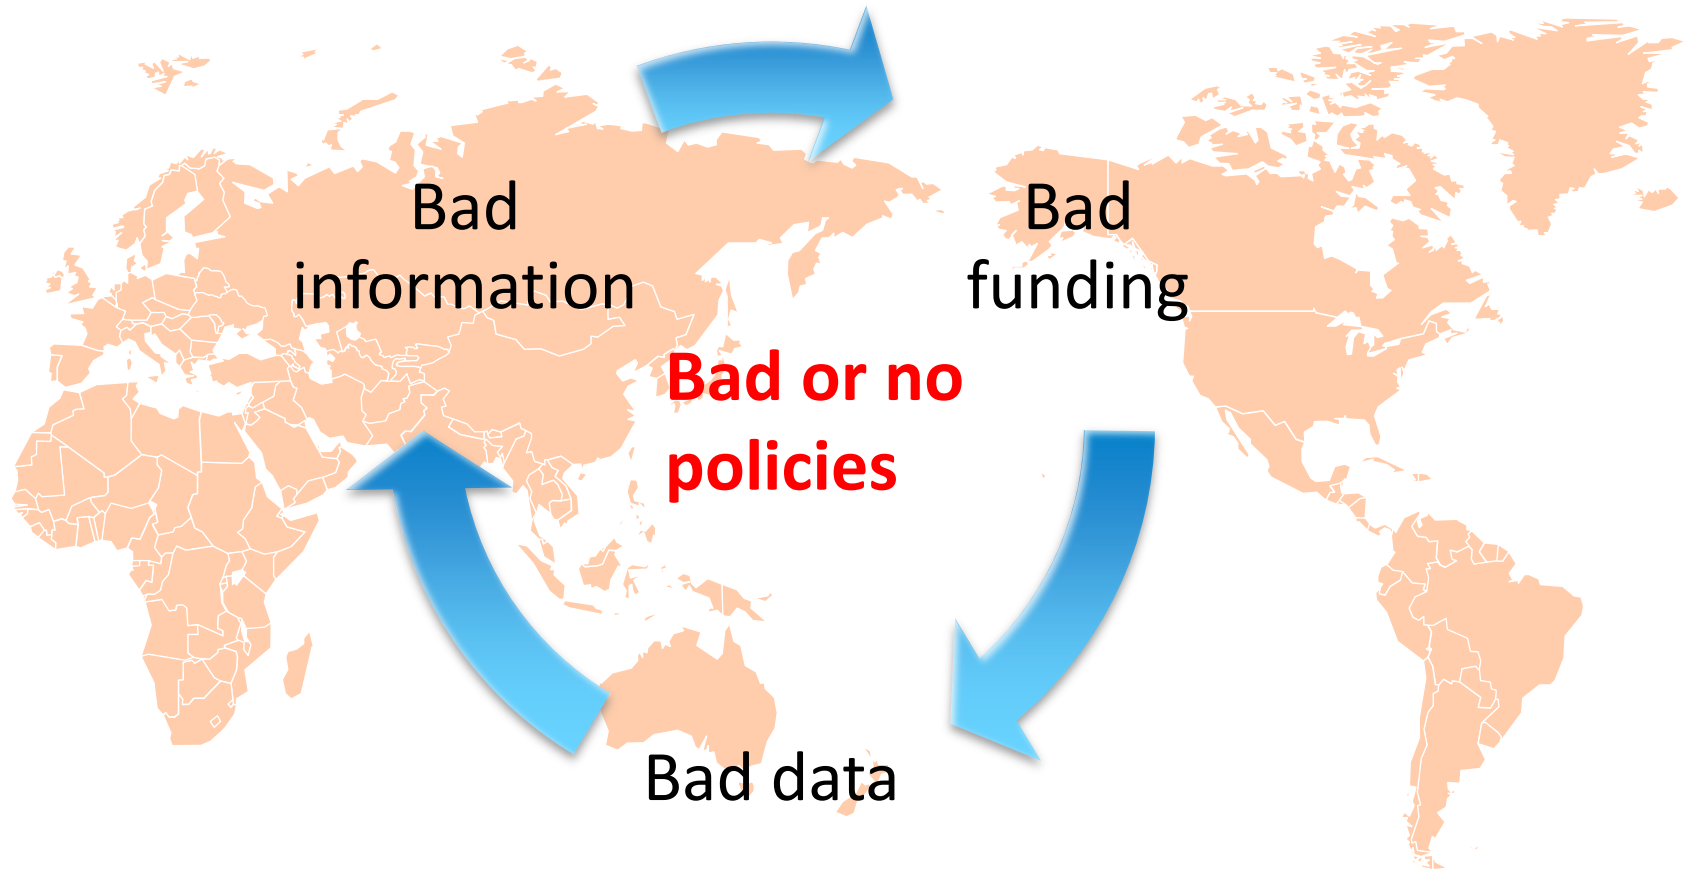 Bad
information
Bad
funding
Bad or no
policies
Bad data